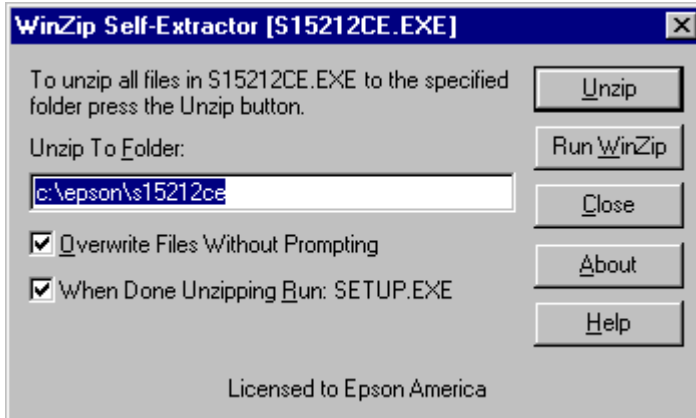 WinZip Self-Extractor [S15212CE.EXE]
To unzip all files in S15212CE.EXE to the specified
folder press the Unzip button.
Unzip To Folder:
c:\epson\s15212ce
Overwrite Files Without Prompting
When Done Unzipping Run: SETUP.EXE
Unzip
Run WinZip
Close
About
Help
Licensed to Epson America